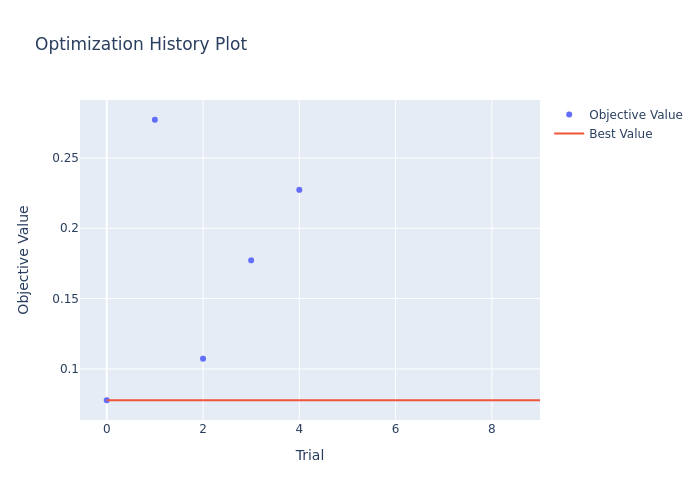 Optimization History Plot
Objective Value
Best Value
0.25
0.2
0.15
0.1
Objective Value
0 2 4 6 8
Trial